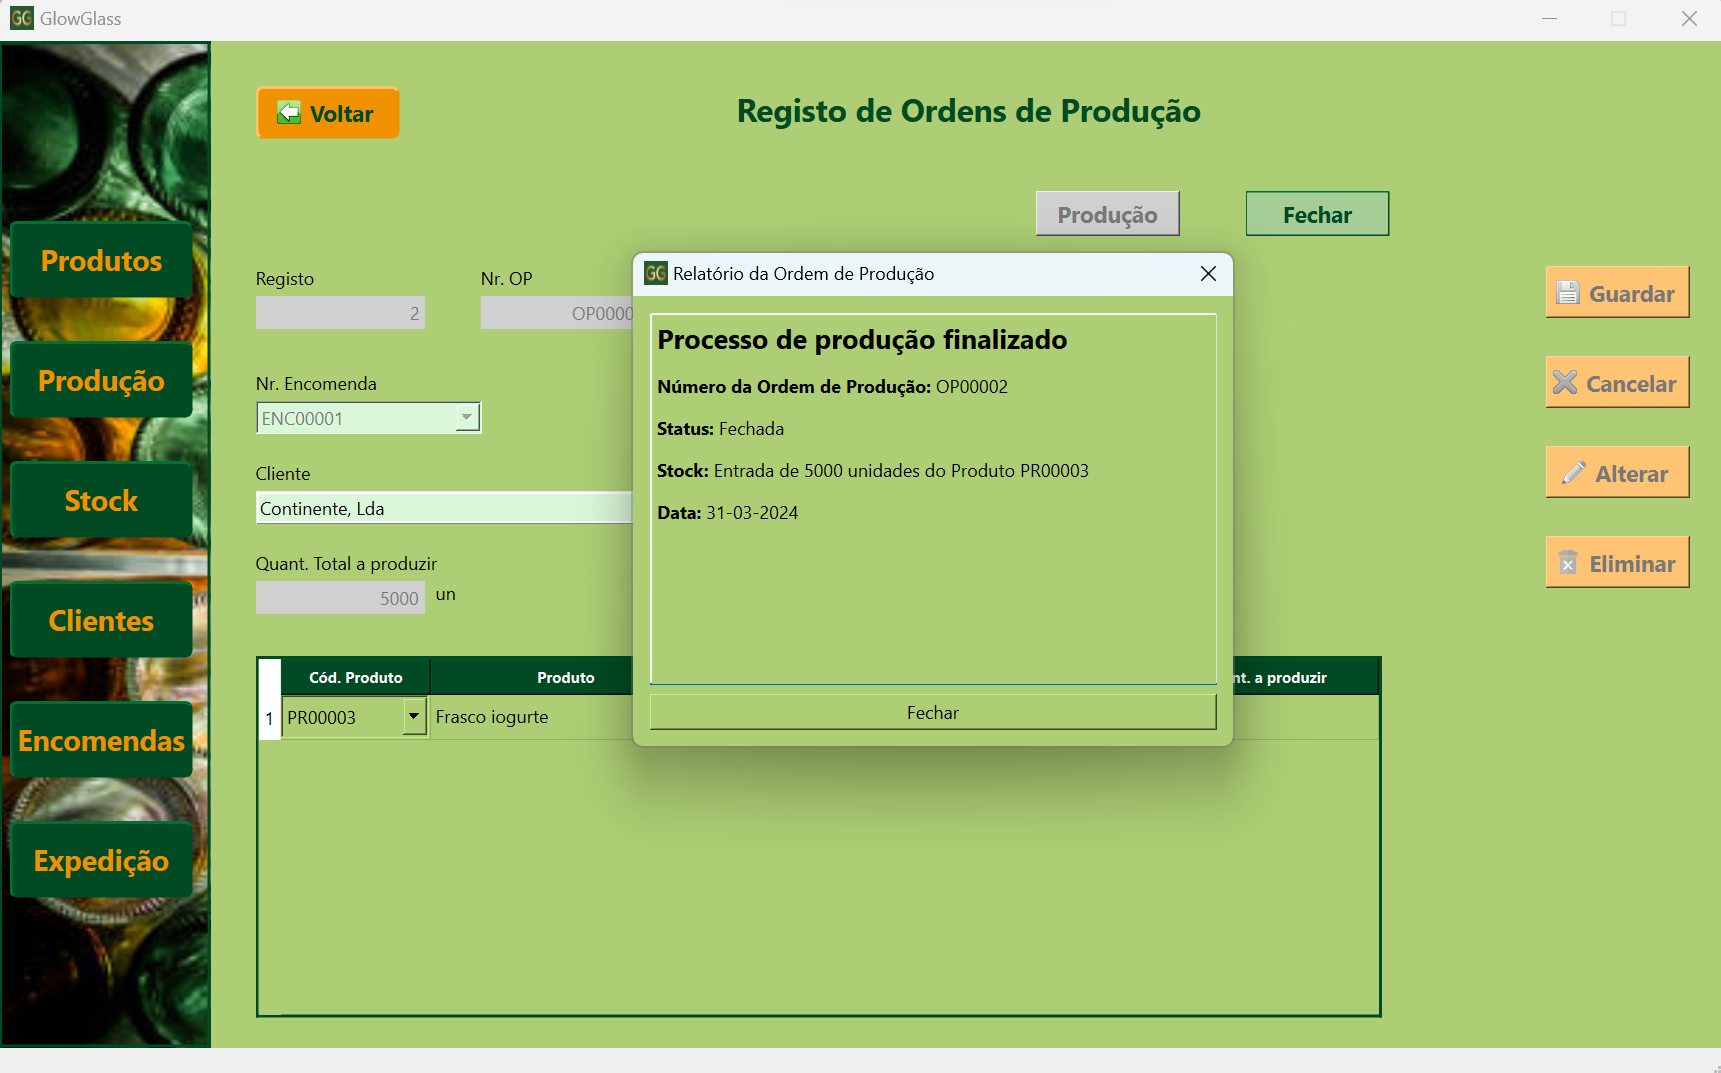 GlowGlass
Voltar
Registo de Ordens de Produção
Produção
Fechar
Produtos
Produção
Stock
Clientes
Encomendas
Expedição
Registo
Nr. OP
2
OP0000
Nr. Encomenda
ENC00001
Cliente
Continente, Lda
Quant. Total a produzir
5000 un
Guardar
Cancelar
Alterar
Eliminar
GG Relatório da Ordem de Produção
Processo de produção finalizado
Número da Ordem de Produção: OP00002
Status: Fechada
Stock: Entrada de 5000 unidades do Produto PR00003
Data: 31-03-2024
Fechar
Cód. Produto
Produto
nt. a produzir
1
PR00003
Frasco iogurte